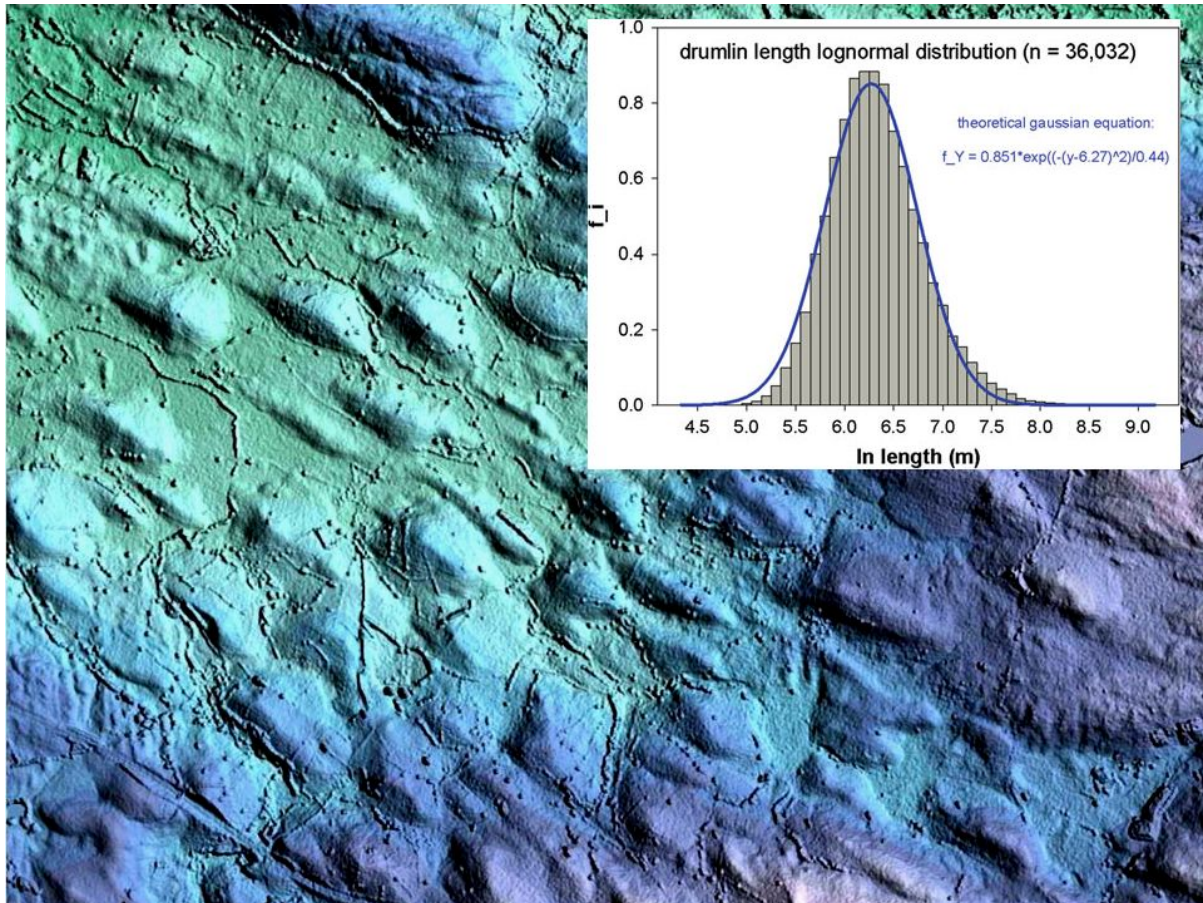 drumlin length lognormal distribution (n = 36,032)
theoretical gaussian equation:
f_Y = 0.851*exp((-(y-6.27)^2)/0.44)
1.0
0.8
0.6
0.4
0.2
0.0
f_i
4.5 5.0 5.5 6.0 6.5 7.0 7.5 8.0 8.5 9.0
ln length (m)